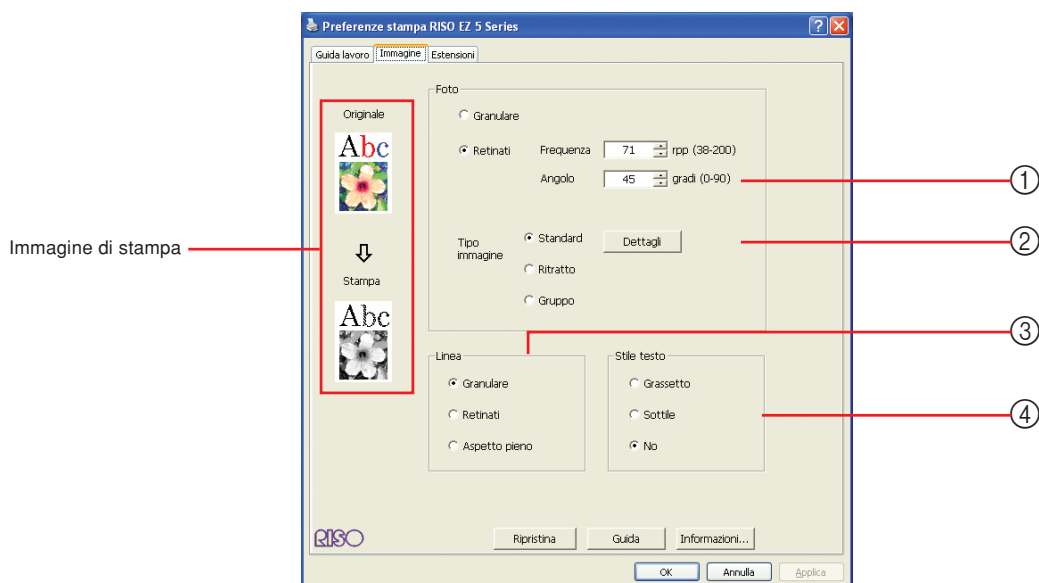 Preferenze stampa RISO EZ 5 Series
Guida lavoro Immagine Estensioni
Immagine di stampa
Originale
Abc
Stampa
Abc
Foto
Granulare
Retinati Frequenza 71 rpp (38-200)
Angolo 45 gradi (0-90)
①
Tipo immagine
Standard Dettagli
②
Ritratto
Gruppo
③
Linea
Granulare
Retinati
Aspetto pieno
Stile testo
Grassetto
Sottile
④
No
RISO
Ripristina Guida Informazioni...
OK Annulla Applica